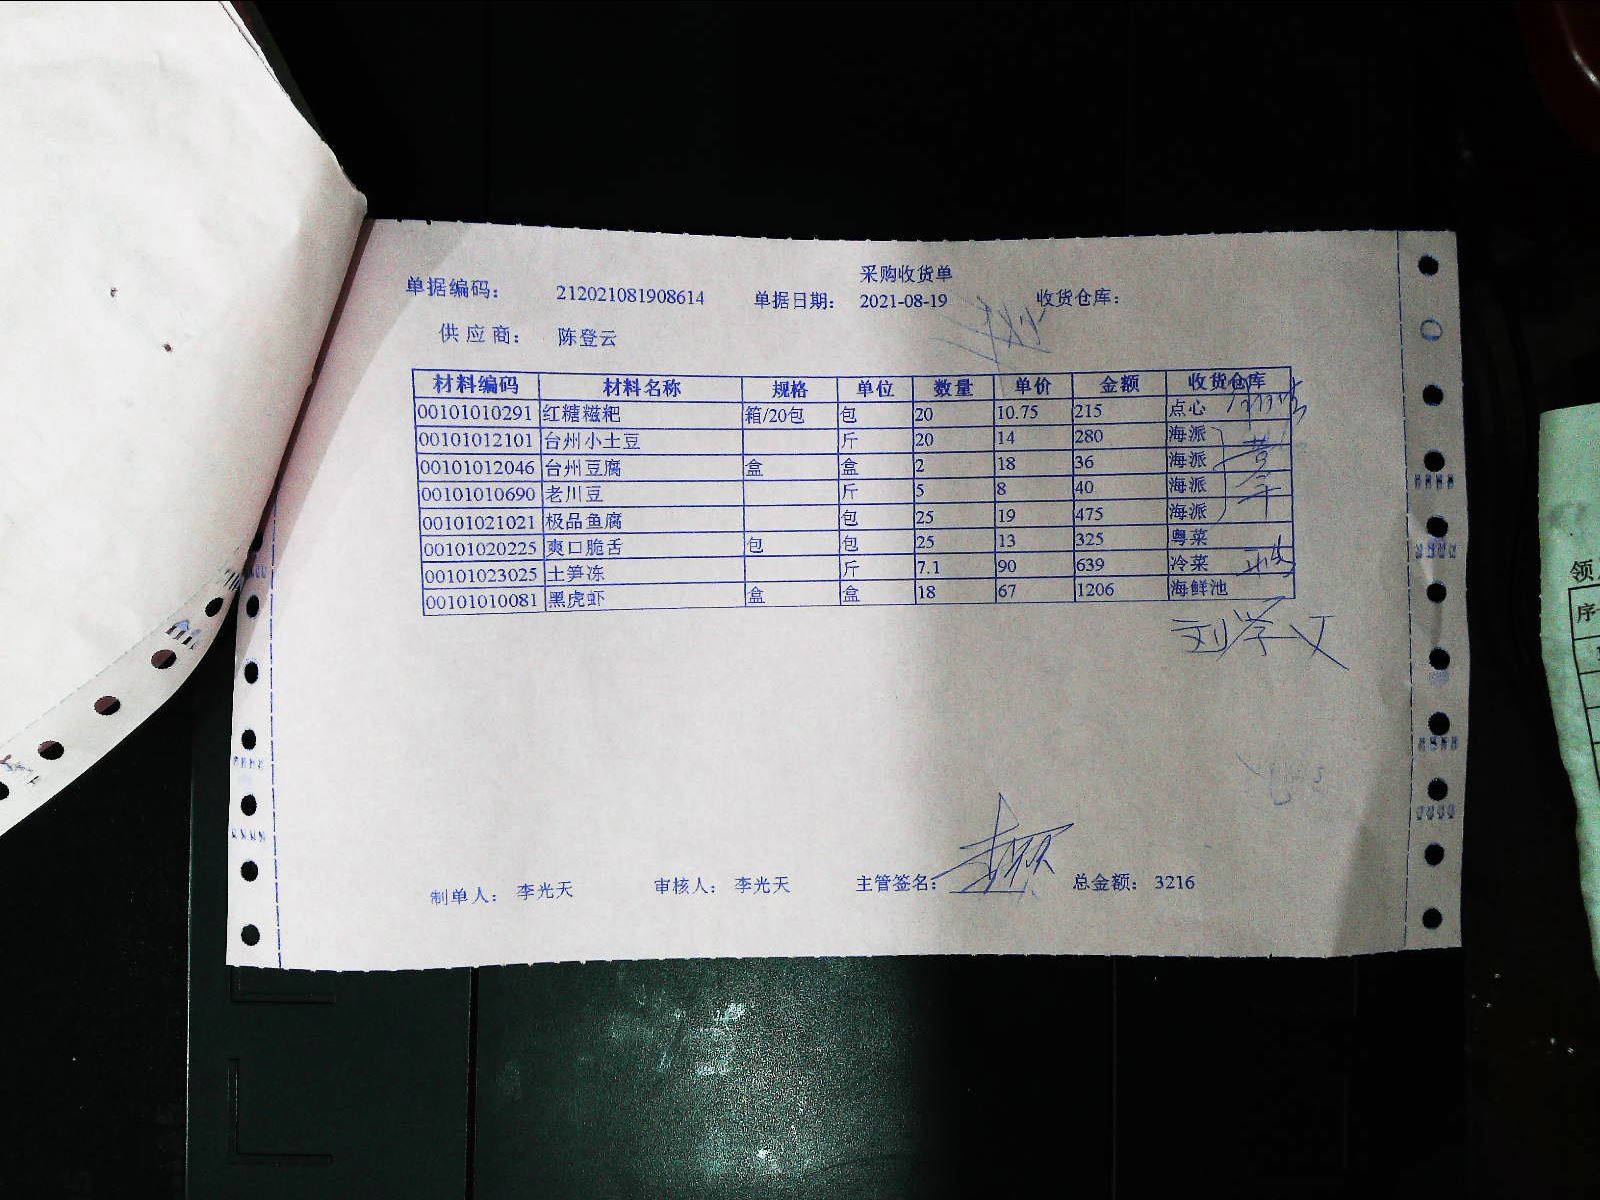 采购收货单
单据编码： 212021081908614 单据日期： 2021-08-19 收货仓库：
供应商： 陈登云
材料编码 材料名称 规格 单位 数量 单价 金额 收货仓库
00101010291 红糖糍粑 箱/20包 包 20 10.75 215 点心
00101012101 台州小土豆 斤 20 14 280 海派
00101012046 台州豆腐 盒 盒 2 18 36 海派
00101010690 老川豆 斤 5 8 40 海派
00101021021 极品鱼腐 包 25 19 475 海派
00101020225 爽口脆舌 包 包 25 13 325 粤菜
00101023025 土笋冻 斤 7.1 90 639 冷菜
00101010081 黑虎虾 盒 盒 18 67 1206 海鲜池
刘学文
制单人： 李光天 审核人： 李光天 主管签名： 总金额： 3216
领
序